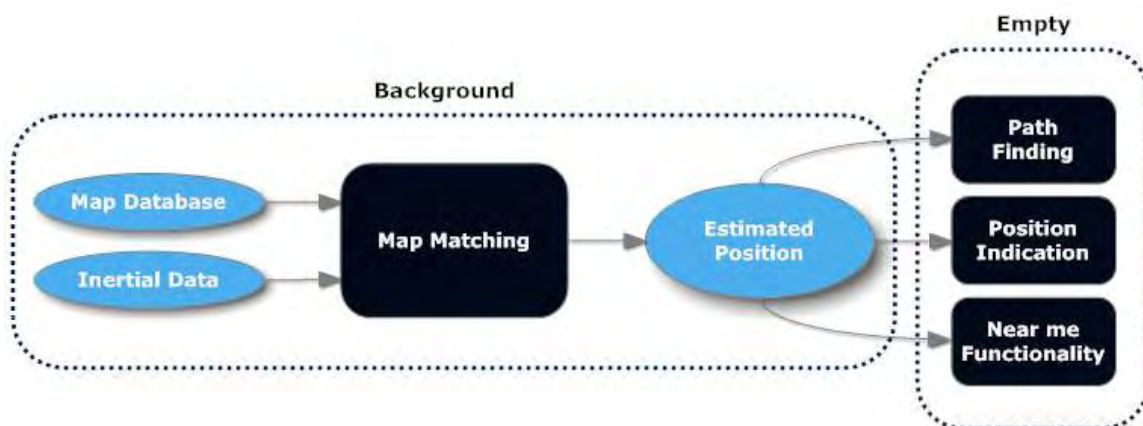 Empty
Background
Path
Finding
Map Database
Map Matching
Estimated
Position
Position
Indication
Inertial Data
Near me
Functionality